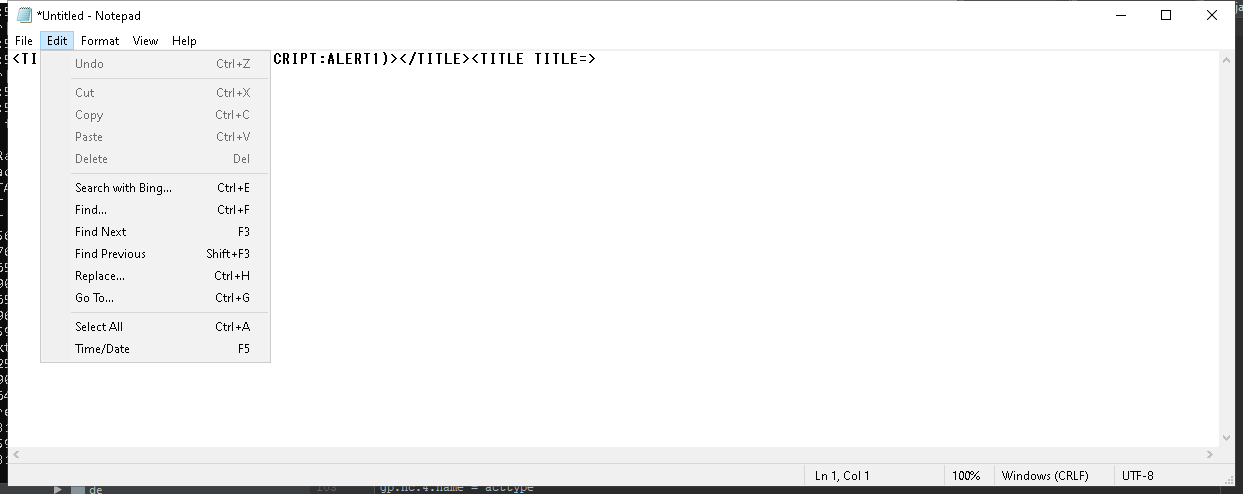 *Untitled - Notepad
File Edit Format View Help
<TI CRIPT:ALERT1)></TITLE><TITLE TITLE=>
Undo Ctrl+Z
Cut Ctrl+X
Copy Ctrl+C
Paste Ctrl+V
Delete Del
Search with Bing... Ctrl+E
Find... Ctrl+F
Find Next F3
Find Previous Shift+F3
Replace... Ctrl+H
Go To... Ctrl+G
Select All Ctrl+A
Time/Date F5
Ln 1, Col 1 100% Windows (CRLF) UTF-8
de gp.nc.4.name = acctype